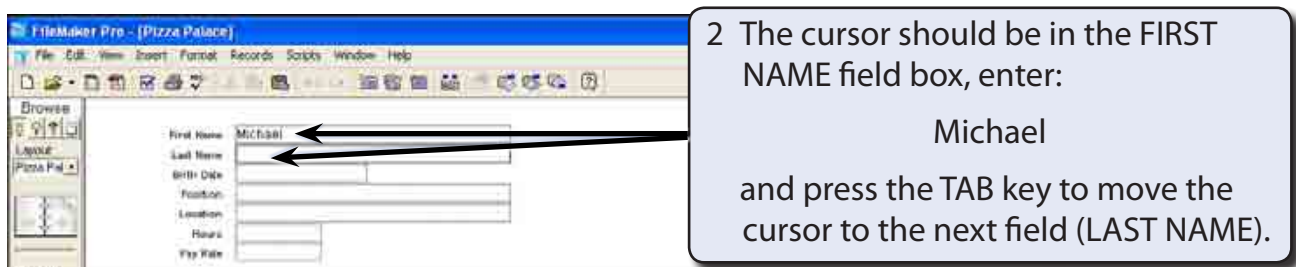 FileMaker Pro - [Pizza Palace]
File Edit View Insert Format Records Scripts Window Help
Browse
Layout
Pizza Pal
First Name Michael
Last Name
Birth Date
Position
Location
Hours
Pay Rate
2 The cursor should be in the FIRST
NAME field box, enter:
Michael
and press the TAB key to move the
cursor to the next field (LAST NAME).